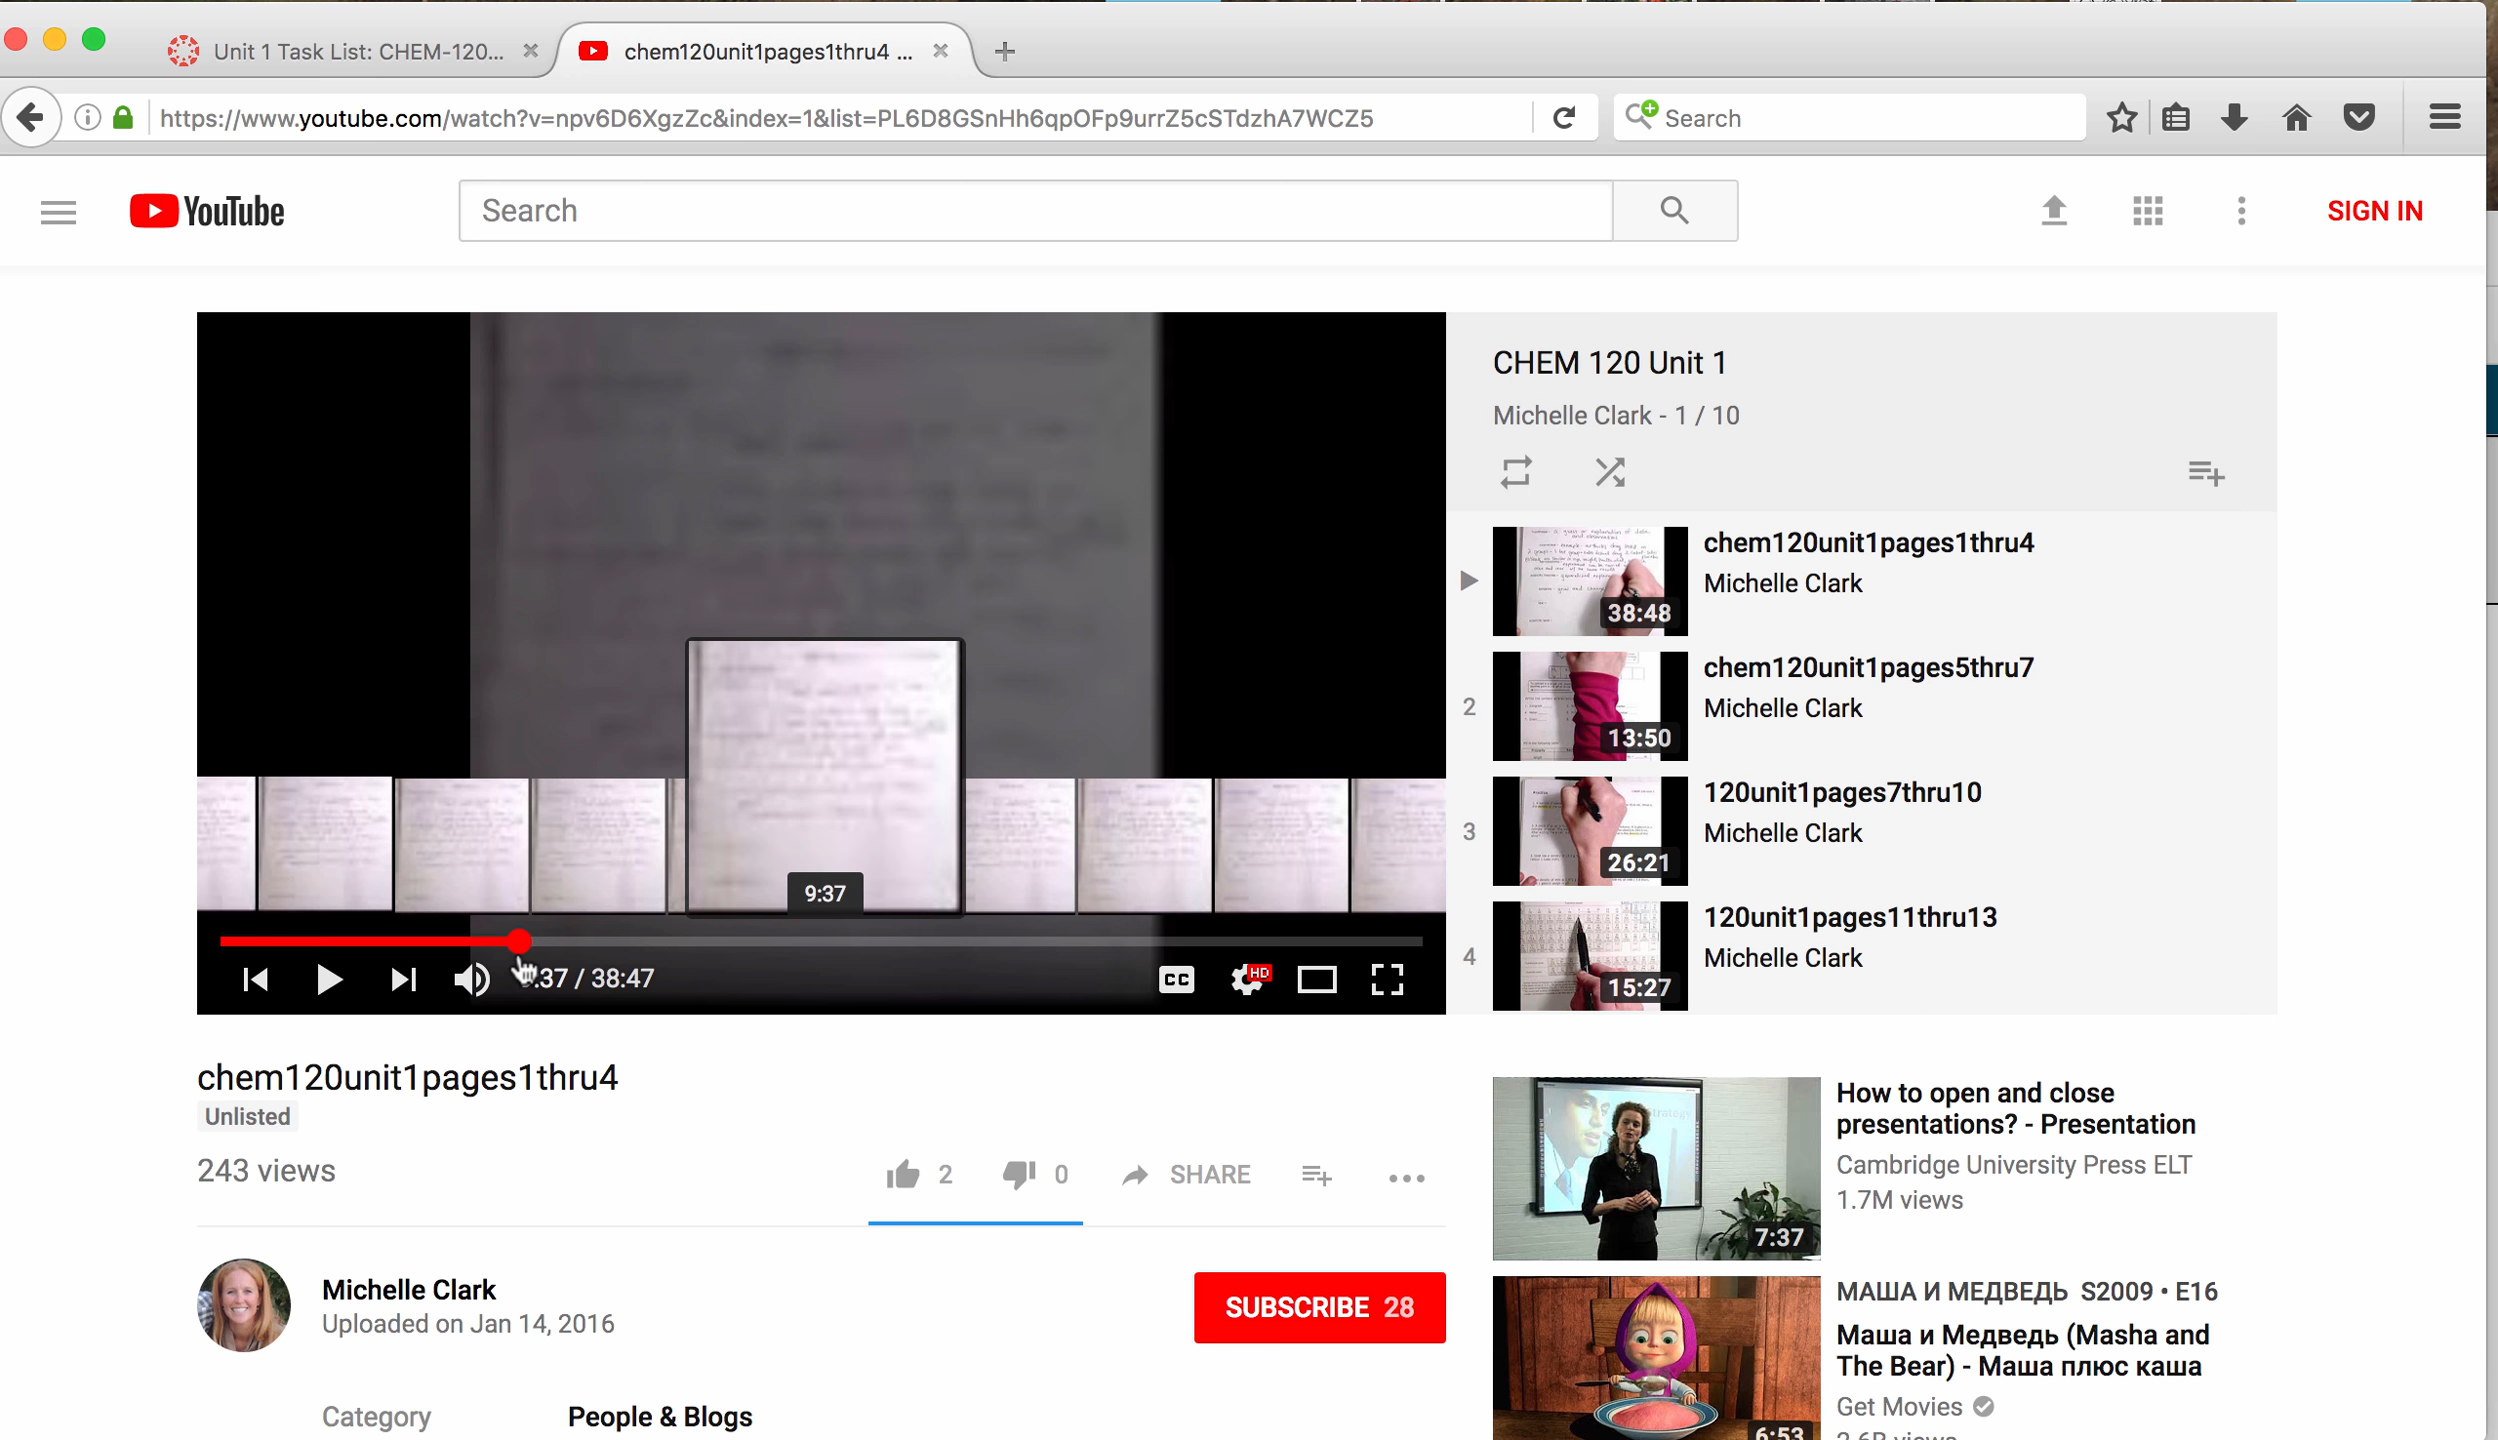 Unit 1 Task List: CHEM-120...
chem120unit1pages1thru4 ...
https://www.youtube.com/watch?v=npv6D6XgzZc&index=1&list=PL6D8GSnHh6qpOFp9urrZ5cSTdzhA7WCZ5
Search
YouTube
Search
SIGN IN
9:37
:37 / 38:47
CC
HD
CHEM 120 Unit 1
Michelle Clark - 1 / 10
38:48
chem120unit1pages1thru4
Michelle Clark
2
13:50
chem120unit1pages5thru7
Michelle Clark
3
26:21
120unit1pages7thru10
Michelle Clark
4
15:27
120unit1pages11thru13
Michelle Clark
chem120unit1pages1thru4
Unlisted
243 views
2
0
SHARE
Michelle Clark
Uploaded on Jan 14, 2016
SUBSCRIBE 28
Category
People & Blogs
7:37
How to open and close
presentations? - Presentation
Cambridge University Press ELT
1.7M views
6:53
МАША И МЕДВЕДЬ S2009 • E16
Маша и Медведь (Masha and
The Bear) - Маша плюс каша
Get Movies
2.6B views